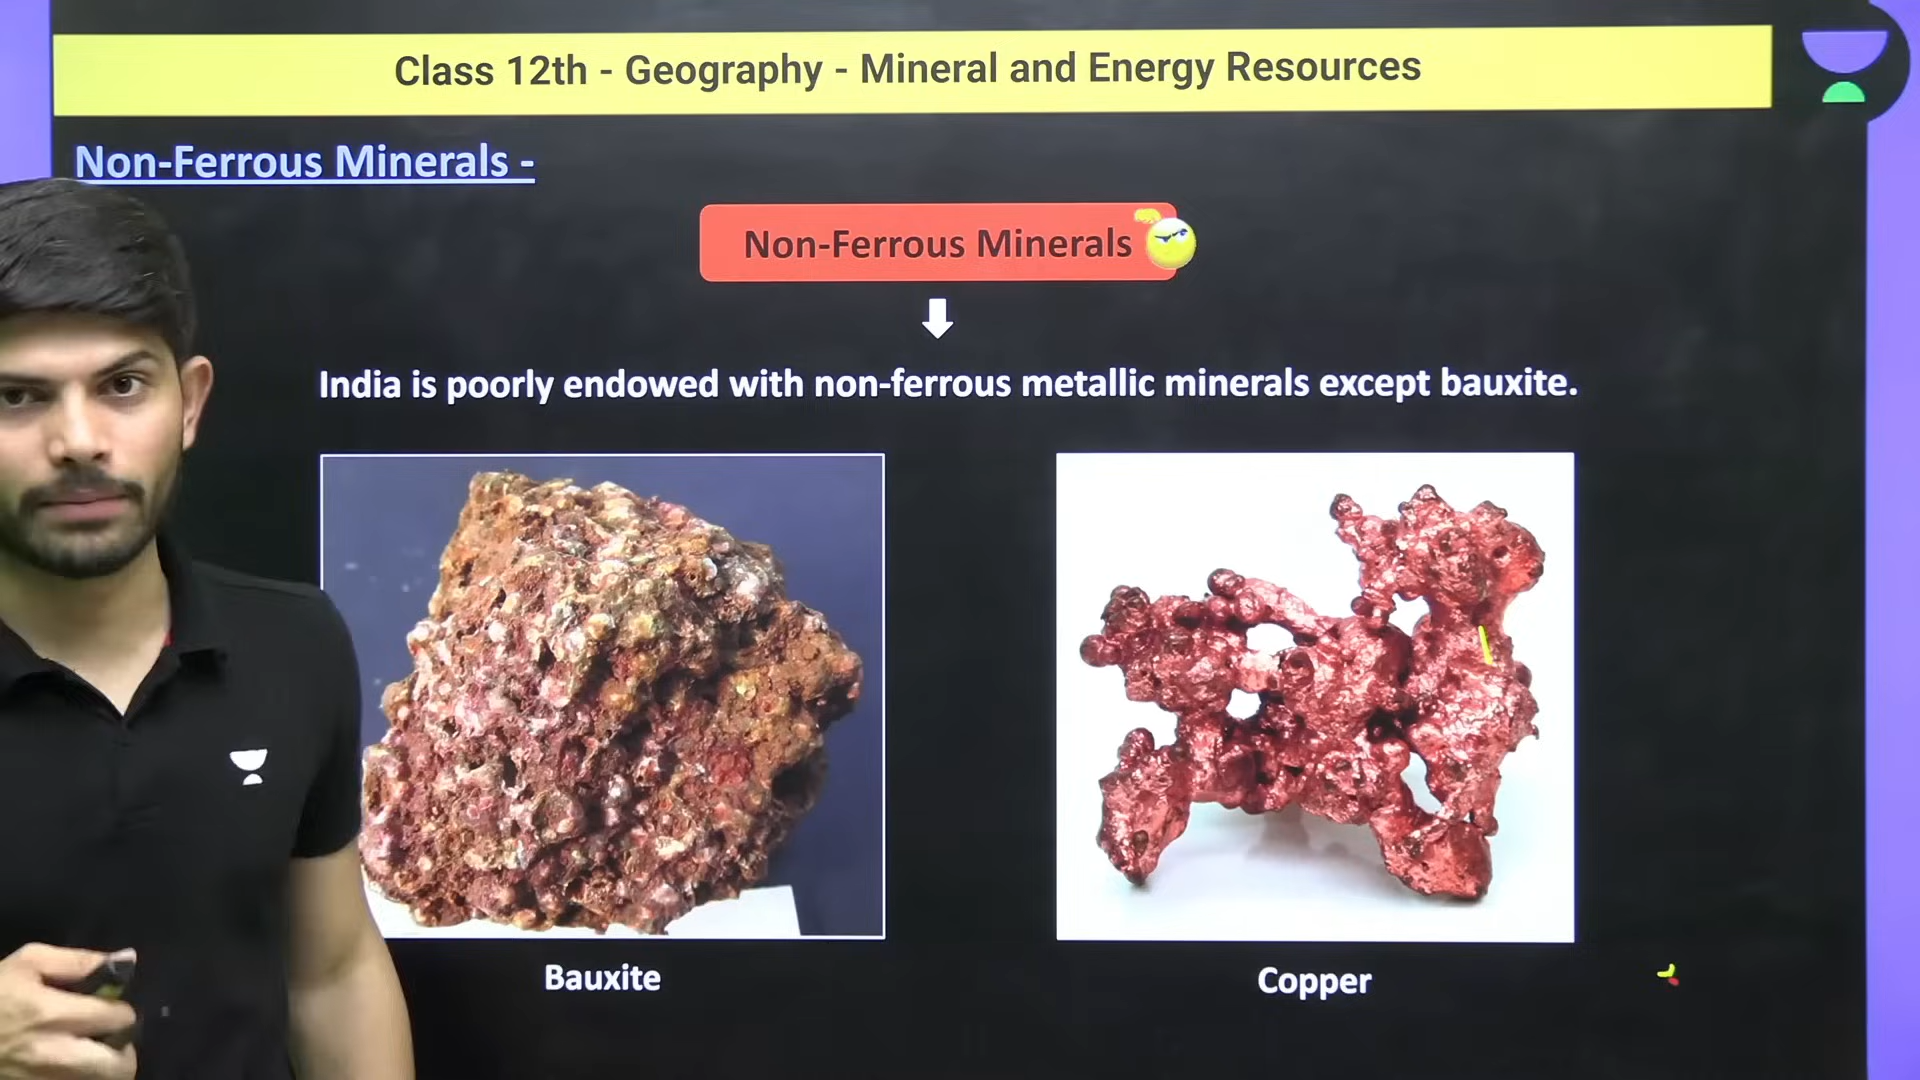 Class 12th - Geography - Mineral and Energy Resources
Non-Ferrous Minerals -
Non-Ferrous Minerals
India is poorly endowed with non-ferrous metallic minerals except bauxite.
Bauxite
Copper